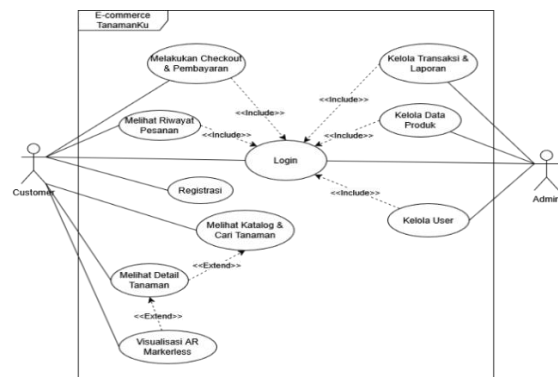 E-commerce
TanamanKu
Melakukan Checkout
& Pembayaran
Kelola Transaksi &
Laporan
<<Include>>
<<Include>>
Melihat Riwayat
Pesanan
<<Include>>
Kelola Data
Produk
<<Include>>
Login
Customer
Admin
Registrasi
<<Include>>
Kelola User
Melihat Katalog &
Cari Tanaman
<<Extend>>
Melihat Detail
Tanaman
<<Extend>>
Visualisasi AR
Markerless